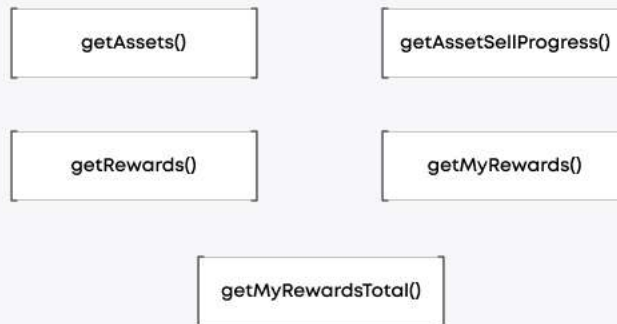 getAssets()
getAssetSellProgress()
getRewards()
getMyRewards()
getMyRewardsTotal()